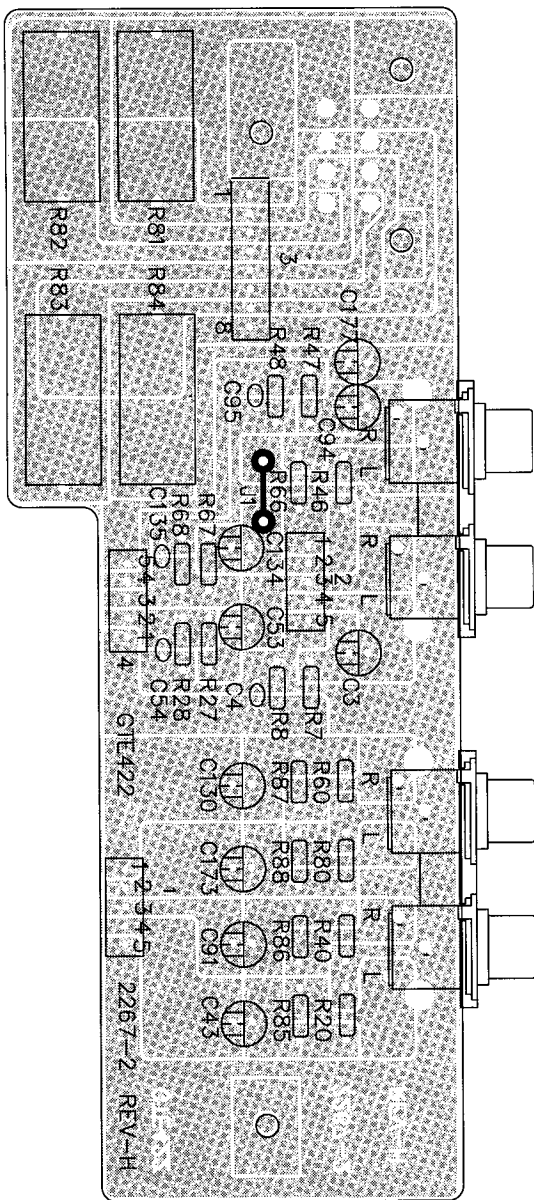 R82
R81
R83
R84
1
3
8
C177
R48
R47
C95
C94
R
L
R66
R46
J1
C135
R68
R67
C134
1 2 3 4 5
2
R
L
5 4 3 2 1
4
C53
C3
C54
R28
R27
C4
R8
R7
GTE422
C130
R87
R60
R
L
C173
R88
R80
1 2 3 4 5
1
C91
R86
R40
R
L
C43
R85
R20
2267-2 REV-H